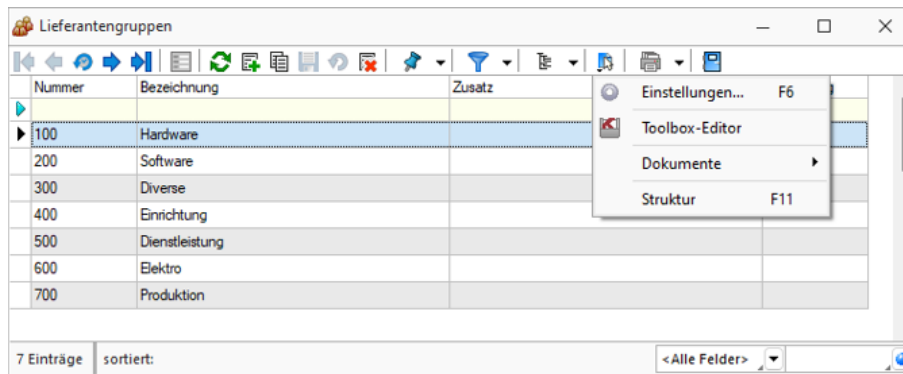 Lieferantengruppen
Nummer Bezeichnung Zusatz
Einstellungen... F6
Toolbox-Editor
Dokumente
Struktur F11
100 Hardware
200 Software
300 Diverse
400 Einrichtung
500 Dienstleistung
600 Elektro
700 Produktion
7 Einträge sortiert: <Alle Felder>